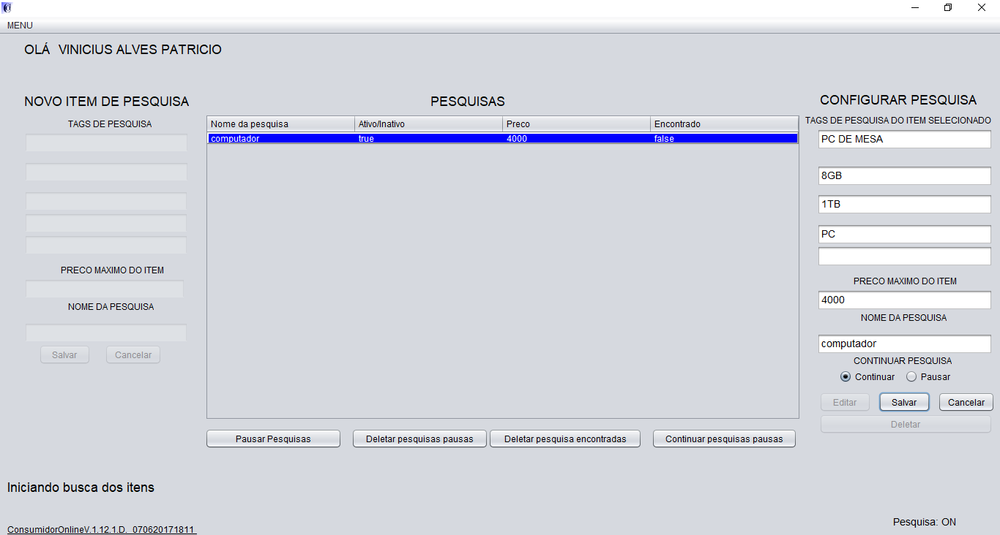 MENU
OLÁ VINICIUS ALVES PATRICIO
NOVO ITEM DE PESQUISA
TAGS DE PESQUISA
PRECO MAXIMO DO ITEM
NOME DA PESQUISA
Salvar Cancelar
PESQUISAS
Nome da pesquisa Ativo/Inativo Preco Encontrado
computador true 4000 false
Pausar Pesquisas Deletar pesquisas pausas Deletar pesquisa encontradas Continuar pesquisas pausas
CONFIGURAR PESQUISA
TAGS DE PESQUISA DO ITEM SELECIONADO
PC DE MESA
8GB
1TB
PC
PRECO MAXIMO DO ITEM
4000
NOME DA PESQUISA
computador
CONTINUAR PESQUISA
Continuar Pausar
Editar Salvar Cancelar
Deletar
Iniciando busca dos itens
ConsumidorOnlineV.1.12.1.D. 070620171811
Pesquisa: ON